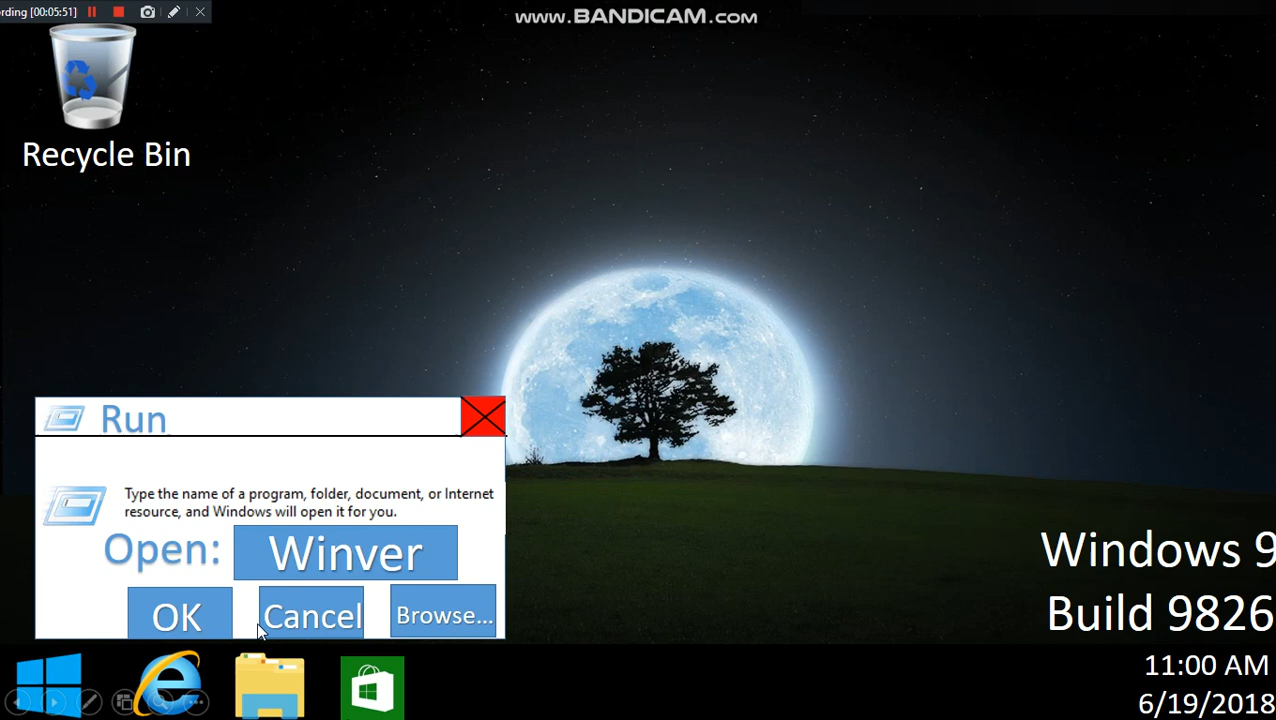 rding [00:05:51]
www.BANDICAM.com
Recycle Bin
Run
Type the name of a program, folder, document, or Internet
resource, and Windows will open it for you.
Open: Winver
OK Cancel Browse...
Windows 9
Build 9826
11:00 AM
6/19/2018